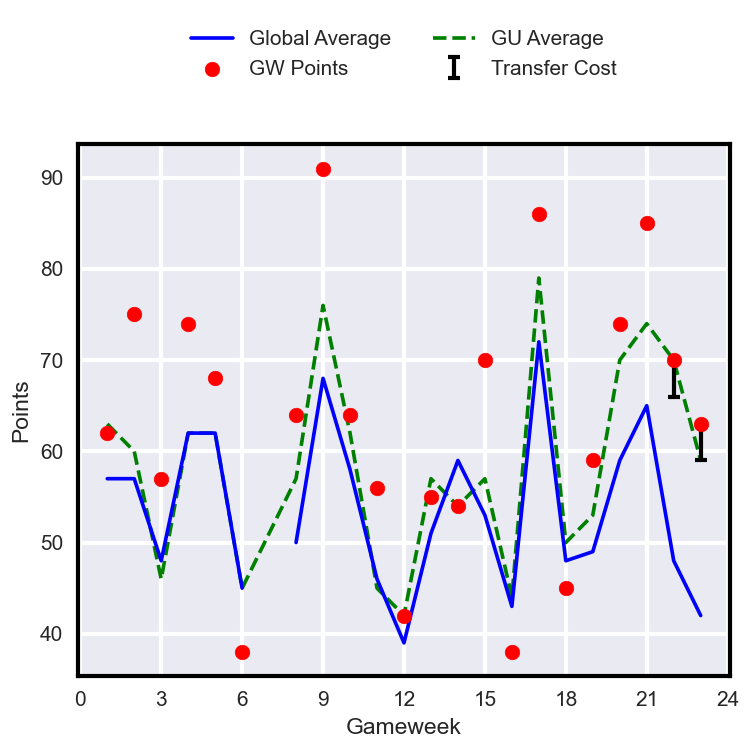 Global Average
GU Average
GW Points
Transfer Cost
90
80
70
60
50
40
Points
0 3 6 9 12 15 18 21 24
Gameweek